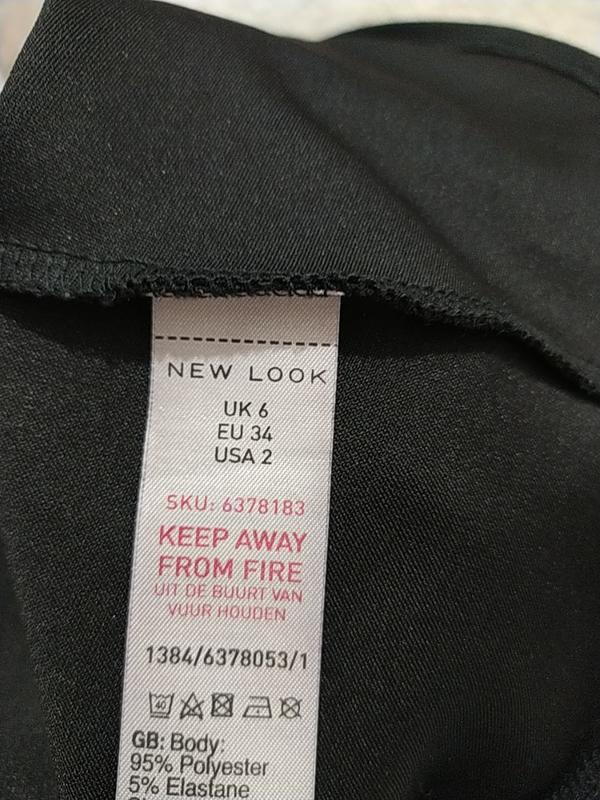 NEW LOOK
UK 6
EU 34
USA 2
SKU: 6378183
KEEP AWAY
FROM FIRE
UIT DE BUURT VAN
VUUR HOUDEN
1384/6378053/1
40
GB: Body:
95% Polyester
5% Elastane